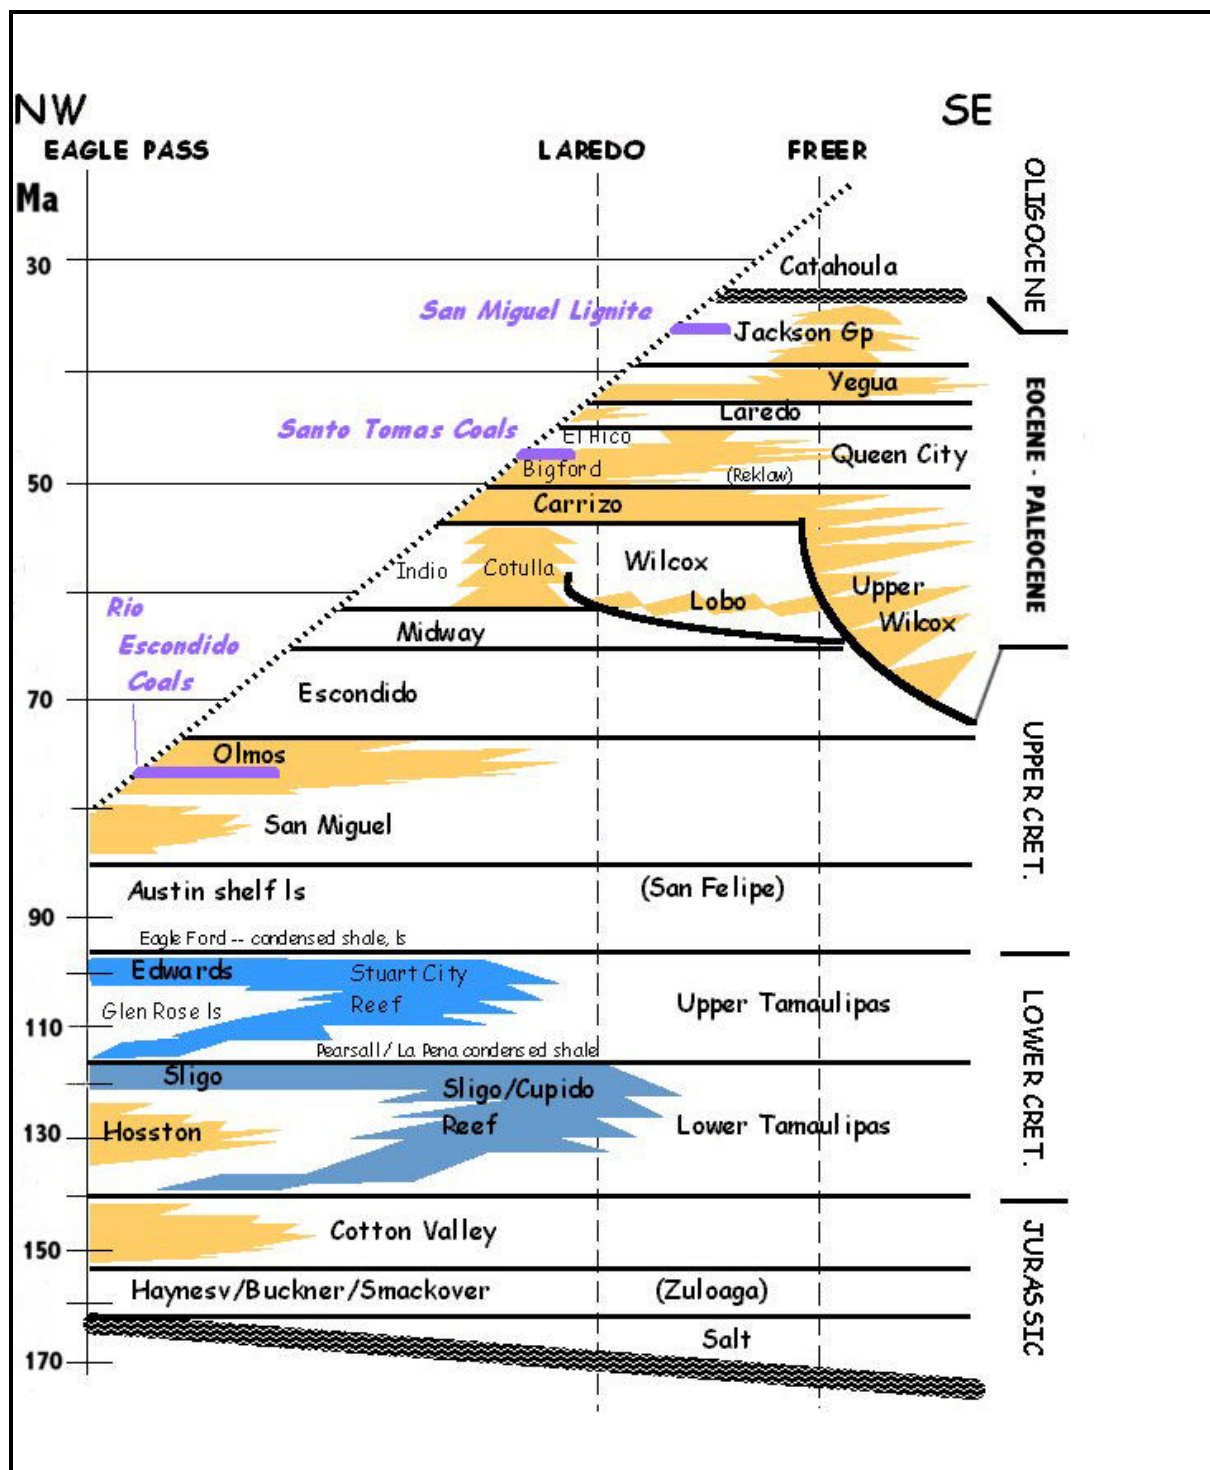 NW
SE
EAGLE PASS
LAREDO
FREER
Ma
OLIGOCENE
30
Catahoula
San Miguel Lignite
Jackson Gp
EOCENE - PALEOCENE
Yegua
Laredo
Santo Tomas Coals
El Pico
Queen City
Bigford
(Reklaw)
50
Carrizo
Wilcox
Indio
Cotulla
Upper
Lobo
Rio
Wilcox
Midway
Escondido
Coals
Escondido
70
UPPER CRET.
Olmos
San Miguel
Austin shelf ls
(San Felipe)
90
Eagle Ford -- condensed shale, ls
Edwards
Stuart City
Reef
Glen Rose ls
Upper Tamaulipas
LOWER CRET.
110
Pearsall / La Pena condensed shale
Sligo
Sligo/Cupido
Reef
Hosston
Lower Tamaulipas
130
Cotton Valley
150
JURASSIC
Haynesv/Buckner/Smackover
(Zuloaga)
Salt
170